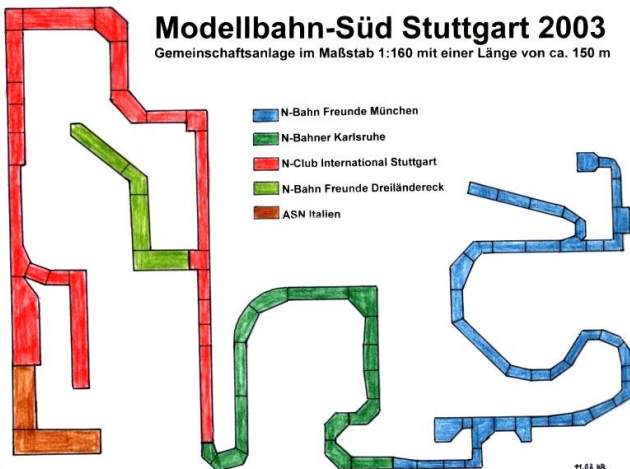 Modellbahn-Süd Stuttgart 2003
Gemeinschaftsanlage im Maßstab 1:160 mit einer Länge von ca. 150 m
N-Bahn Freunde München
N-Bahner Karlsruhe
N-Club International Stuttgart
N-Bahn Freunde Dreiländereck
ASN Italien